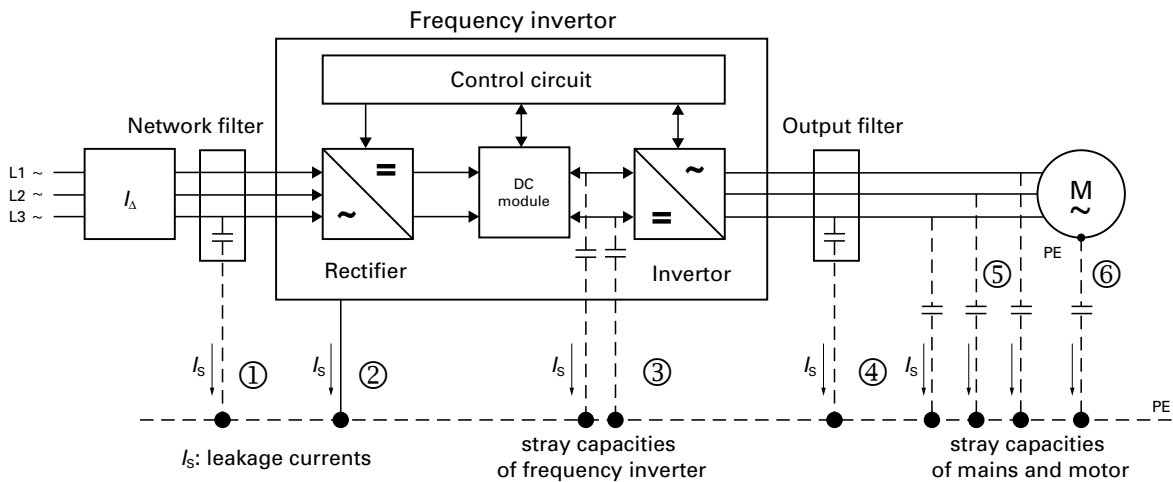 Frequency invertor
Control circuit
Network filter
Output filter
L1 ~
L2 ~
L3 ~
I∆
=
~
DC
module
~
=
M
~
Rectifier
Invertor
PE
⑤
⑥
IS
①
IS
②
IS
③
IS
④
IS
PE
IS: leakage currents
stray capacities
of frequency inverter
stray capacities
of mains and motor